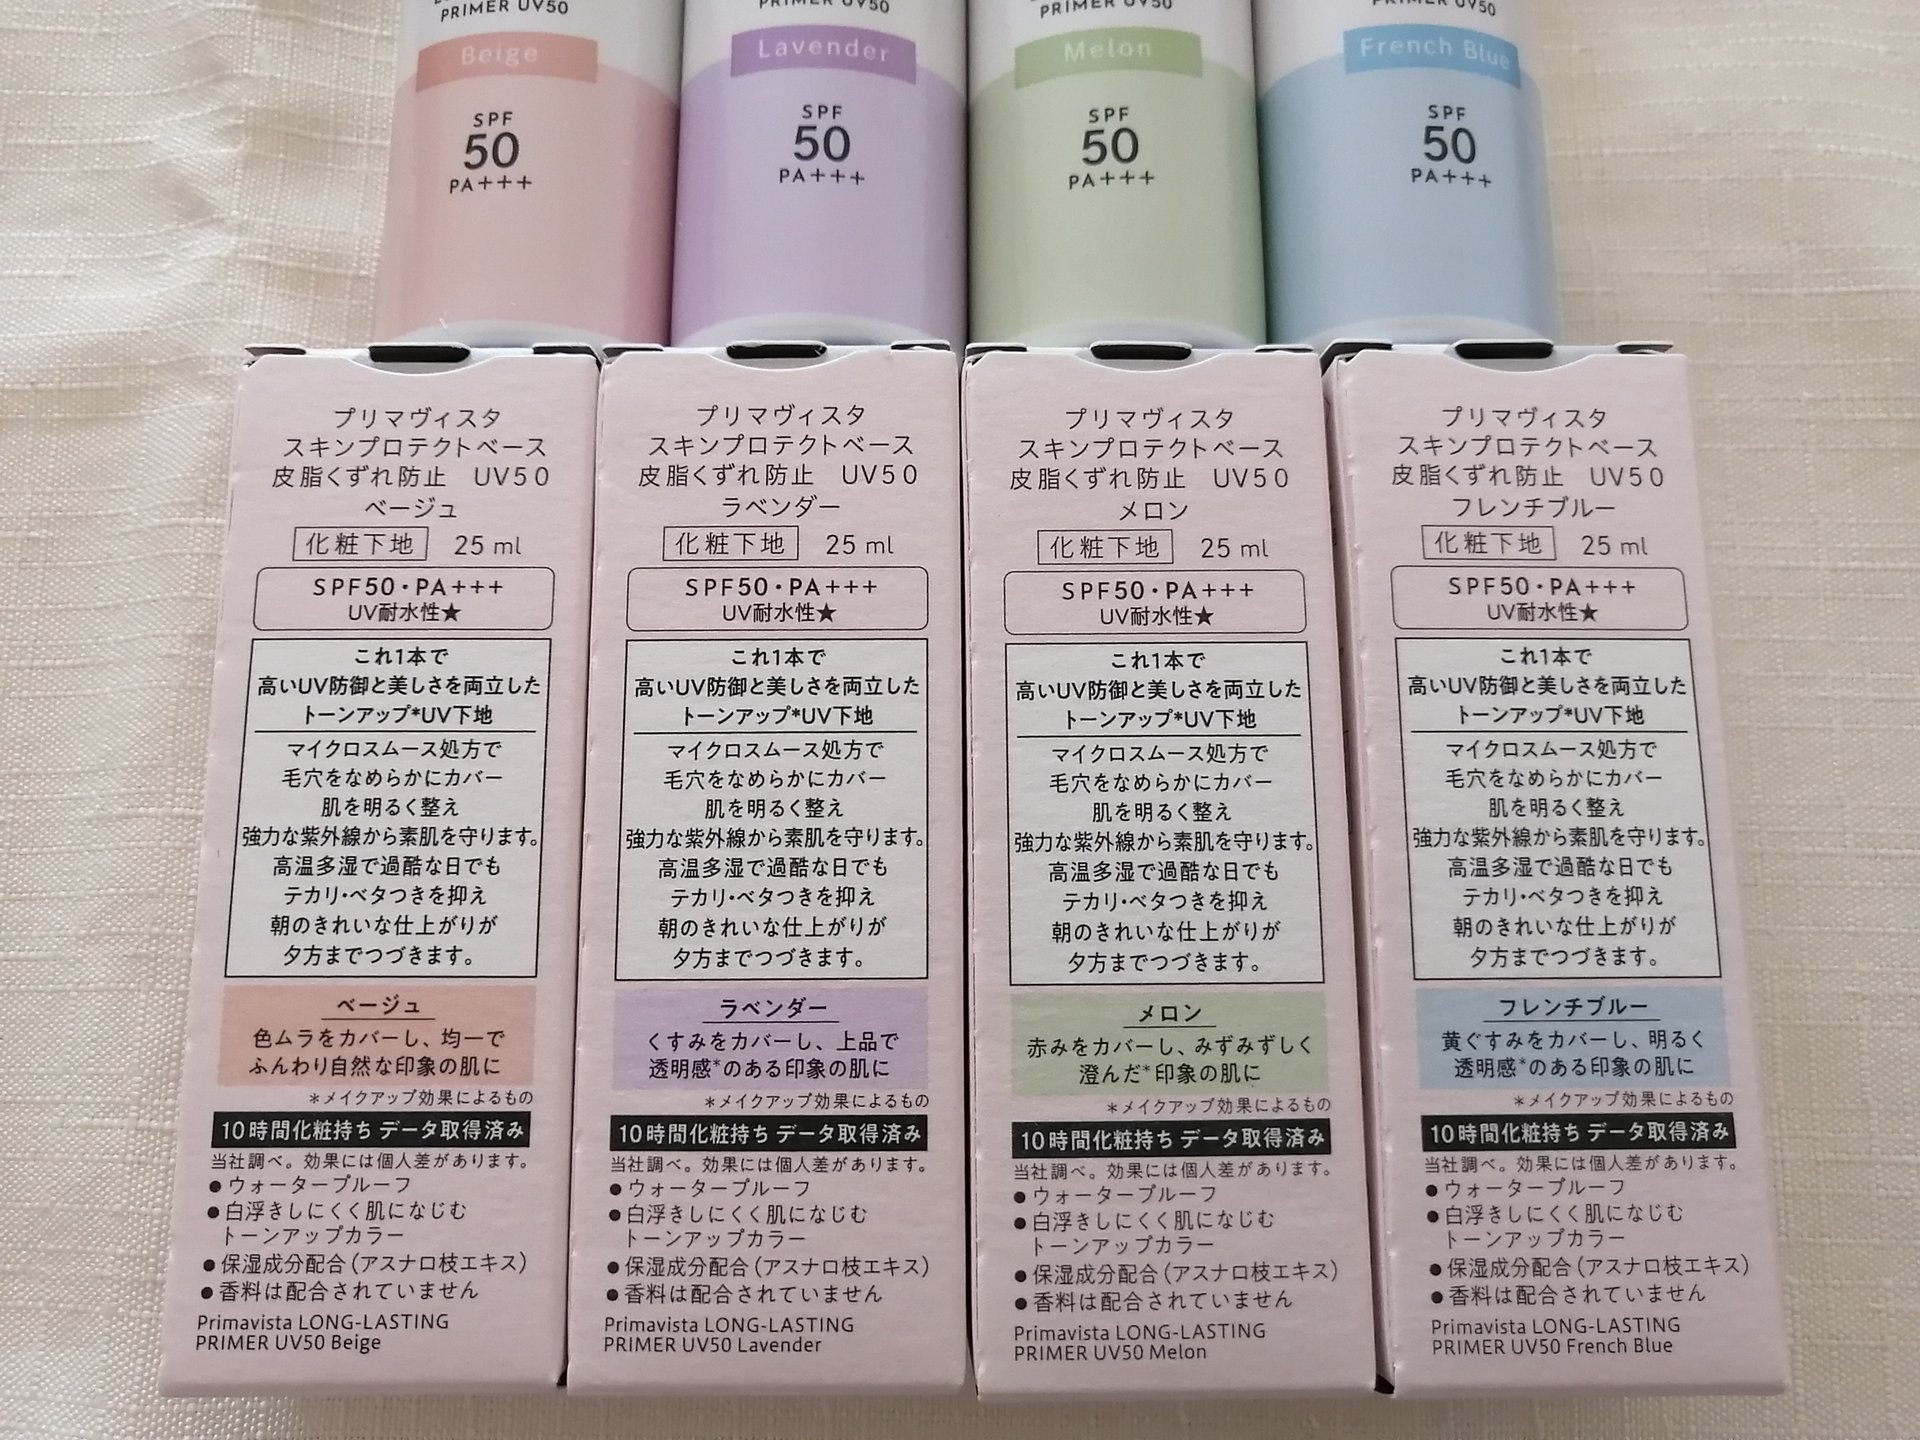 PRIMER UV50
Beige
SPF
50
PA+++
PRIMER UV50
Lavender
SPF
50
PA+++
PRIMER UV50
Melon
SPF
50
PA+++
PRIMER UV50
French Blue
SPF
50
PA+++
プリマヴィスタ
スキンプロテクトベース
皮脂くずれ防止 UV50
ベージュ
化粧下地 25 ml
SPF50・PA+++
UV耐水性★
これ1本で
高いUV防御と美しさを両立した
トーンアップ*UV下地
マイクロスムース処方で
毛穴をなめらかにカバー
肌を明るく整え
強力な紫外線から素肌を守ります。
高温多湿で過酷な日でも
テカリ・ベタつきを抑え
朝のきれいな仕上がりが
夕方までつづきます。
ベージュ
色ムラをカバーし、均一で
ふんわり自然な印象の肌に
*メイクアップ効果によるもの
10時間化粧持ち データ取得済み
当社調べ。効果には個人差があります。
●ウォータープルーフ
●白浮きしにくく肌になじむ
トーンアップカラー
●保湿成分配合(アスナロ枝エキス)
●香料は配合されていません
Primavista LONG-LASTING
PRIMER UV50 Beige
プリマヴィスタ
スキンプロテクトベース
皮脂くずれ防止 UV50
ラベンダー
化粧下地 25 ml
SPF50・PA+++
UV耐水性★
これ1本で
高いUV防御と美しさを両立した
トーンアップ*UV下地
マイクロスムース処方で
毛穴をなめらかにカバー
肌を明るく整え
強力な紫外線から素肌を守ります。
高温多湿で過酷な日でも
テカリ・ベタつきを抑え
朝のきれいな仕上がりが
夕方までつづきます。
ラベンダー
くすみをカバーし、上品で
透明感*のある印象の肌に
*メイクアップ効果によるもの
10時間化粧持ち データ取得済み
当社調べ。効果には個人差があります。
●ウォータープルーフ
●白浮きしにくく肌になじむ
トーンアップカラー
●保湿成分配合(アスナロ枝エキス)
●香料は配合されていません
Primavista LONG-LASTING
PRIMER UV50 Lavender
プリマヴィスタ
スキンプロテクトベース
皮脂くずれ防止 UV50
メロン
化粧下地 25 ml
SPF50・PA+++
UV耐水性★
これ1本で
高いUV防御と美しさを両立した
トーンアップ*UV下地
マイクロスムース処方で
毛穴をなめらかにカバー
肌を明るく整え
強力な紫外線から素肌を守ります。
高温多湿で過酷な日でも
テカリ・ベタつきを抑え
朝のきれいな仕上がりが
夕方までつづきます。
メロン
赤みをカバーし、みずみずしく
澄んだ*印象の肌に
*メイクアップ効果によるもの
10時間化粧持ち データ取得済み
当社調べ。効果には個人差があります。
●ウォータープルーフ
●白浮きしにくく肌になじむ
トーンアップカラー
●保湿成分配合(アスナロ枝エキス)
●香料は配合されていません
Primavista LONG-LASTING
PRIMER UV50 Melon
プリマヴィスタ
スキンプロテクトベース
皮脂くずれ防止 UV50
フレンチブルー
化粧下地 25 ml
SPF50・PA+++
UV耐水性★
これ1本で
高いUV防御と美しさを両立した
トーンアップ*UV下地
マイクロスムース処方で
毛穴をなめらかにカバー
肌を明るく整え
強力な紫外線から素肌を守ります。
高温多湿で過酷な日でも
テカリ・ベタつきを抑え
朝のきれいな仕上がりが
夕方までつづきます。
フレンチブルー
黄ぐすみをカバーし、明るく
透明感*のある印象の肌に
*メイクアップ効果によるもの
10時間化粧持ち データ取得済み
当社調べ。効果には個人差があります。
●ウォータープルーフ
●白浮きしにくく肌になじむ
トーンアップカラー
●保湿成分配合(アスナロ枝エキス)
●香料は配合されていません
Primavista LONG-LASTING
PRIMER UV50 French Blue